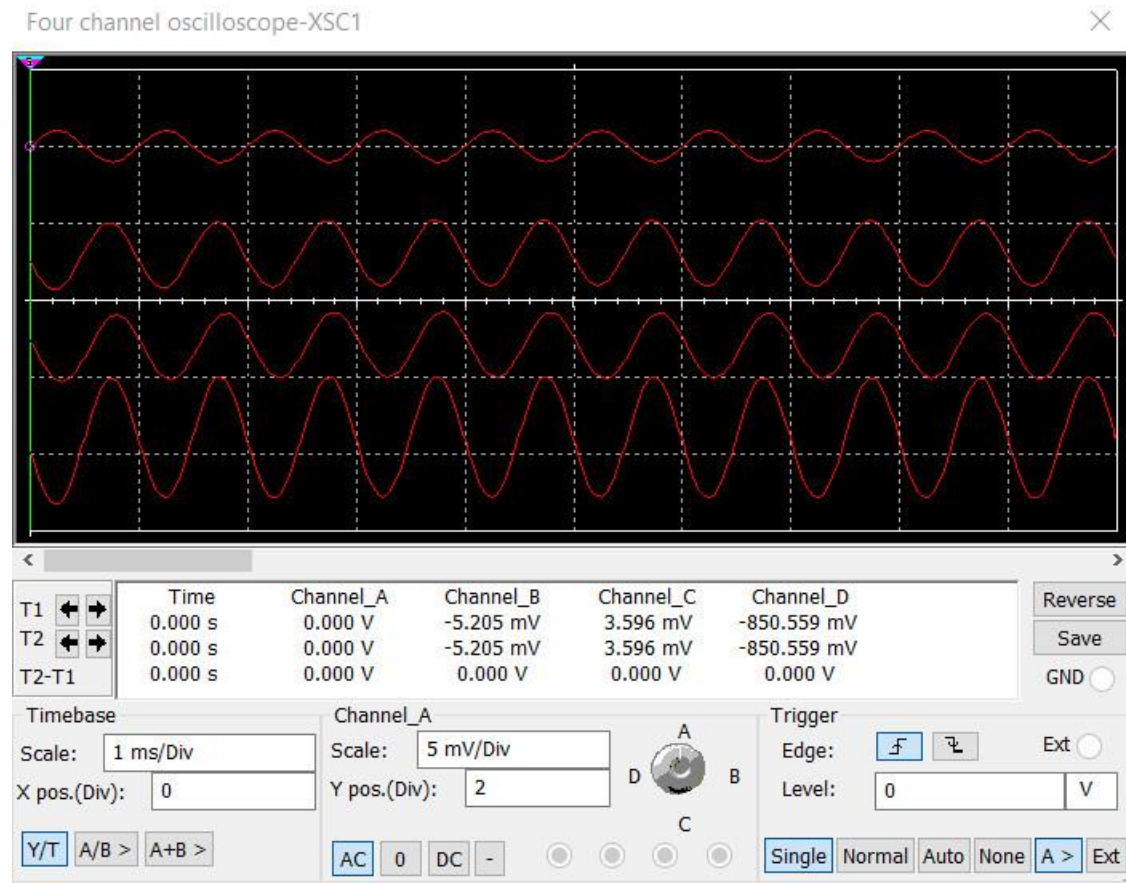 Four channel oscilloscope-XSC1
Time Channel_A Channel_B Channel_C Channel_D
T1 0.000 s 0.000 V -5.205 mV 3.596 mV -850.559 mV
T2 0.000 s 0.000 V -5.205 mV 3.596 mV -850.559 mV
T2-T1 0.000 s 0.000 V 0.000 V 0.000 V 0.000 V
Reverse
Save
GND
Timebase
Scale: 1 ms/Div
X pos.(Div): 0
Y/T A/B > A+B >
Channel_A
Scale: 5 mV/Div
Y pos.(Div): 2
AC 0 DC -
A
D B
C
Trigger
Edge: Ext
Level: 0 V
Single Normal Auto None A > Ext